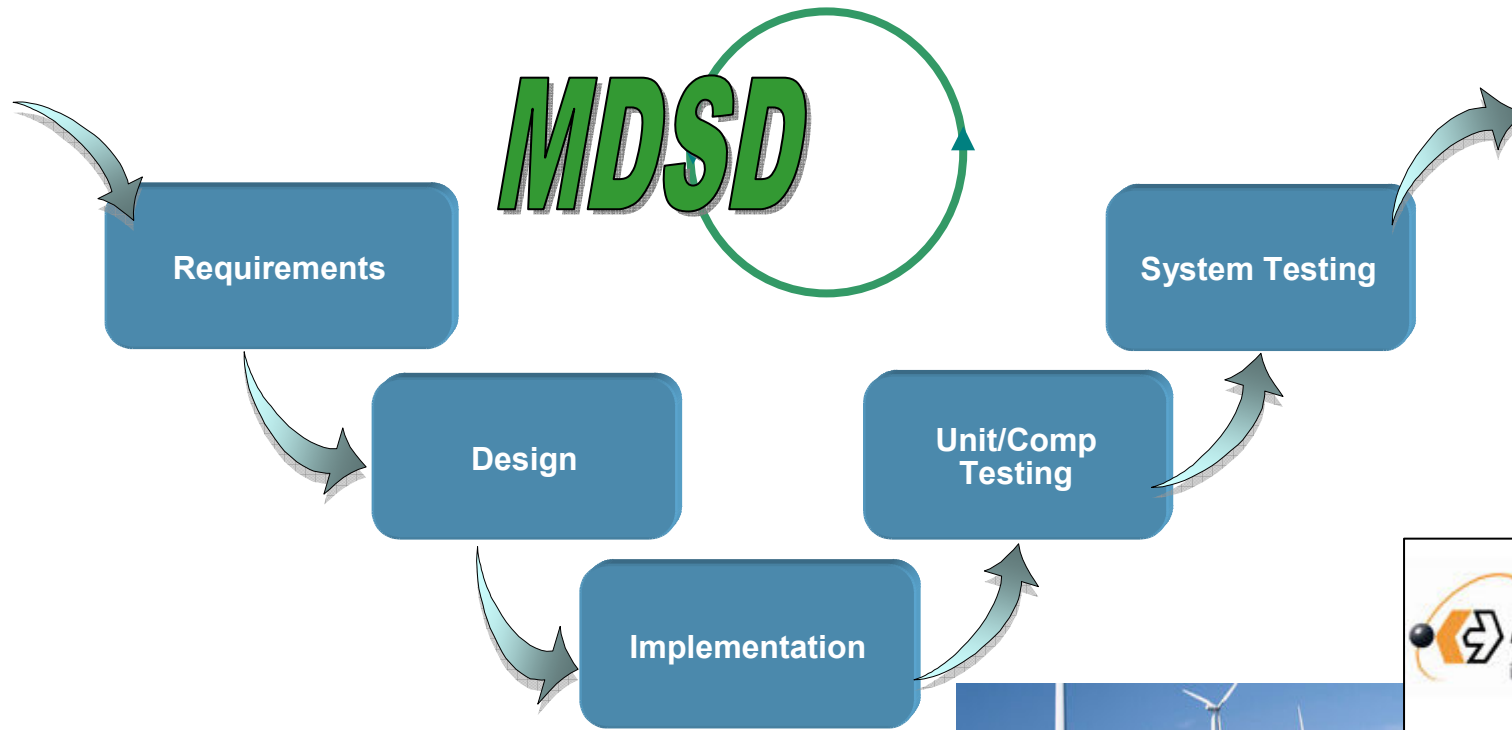 MDSD
Requirements
System Testing
Design
Unit/Comp
Testing
Implementation